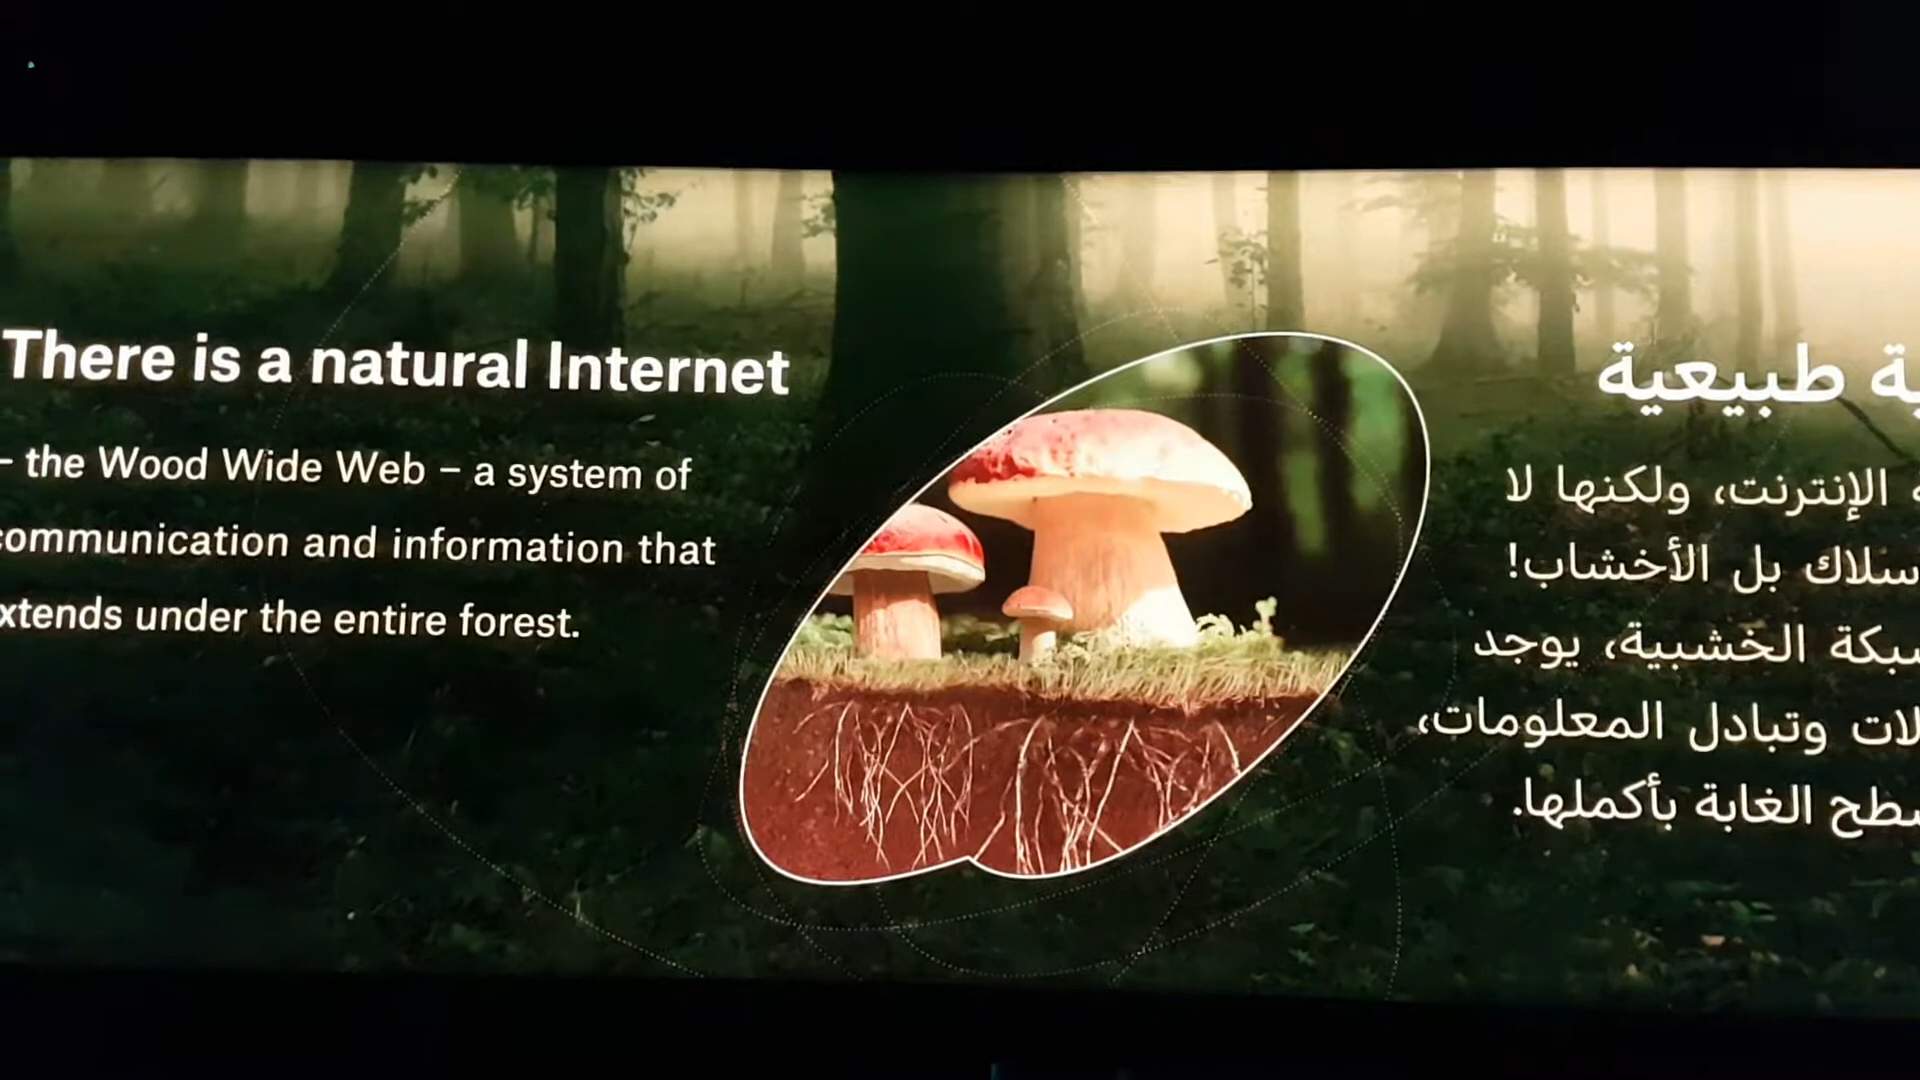 There is a natural Internet
– the Wood Wide Web – a system of
communication and information that
extends under the entire forest.
طبيعية
الإنترنت، ولكنها لا
بل الأخشاب!
الخشبية، يوجد
وتبادل المعلومات،
الغابة بأكملها.